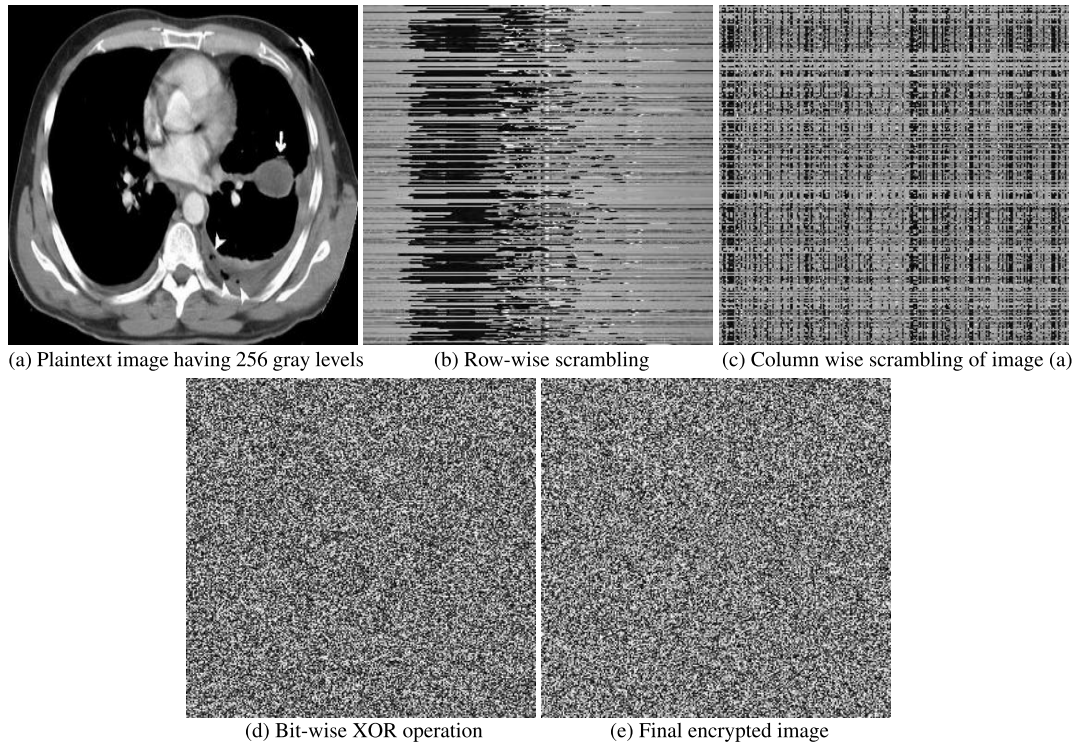 (a) Plaintext image having 256 gray levels
(b) Row-wise scrambling
(c) Column wise scrambling of image (a)
(d) Bit-wise XOR operation
(e) Final encrypted image